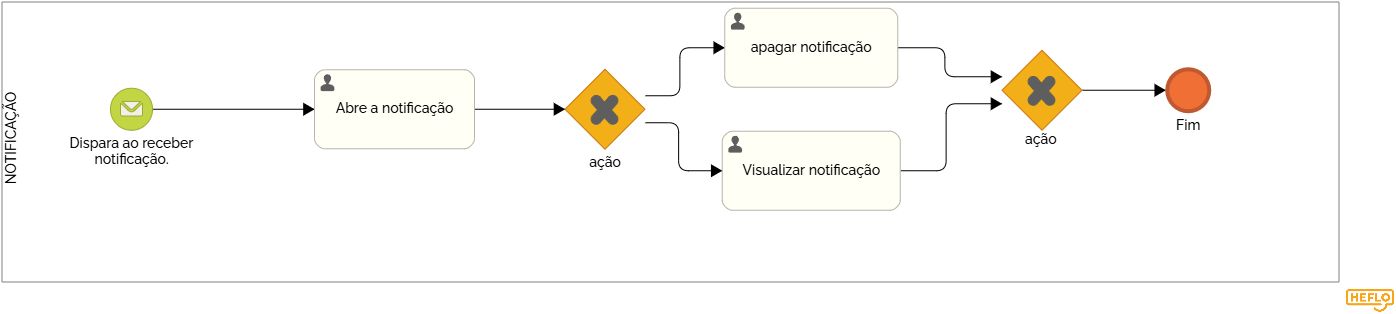 NOTIFICAÇÃO
Dispara ao receber
notificação.
Abre a notificação
ação
apagar notificação
Visualizar notificação
ação
Fim
HEFLO